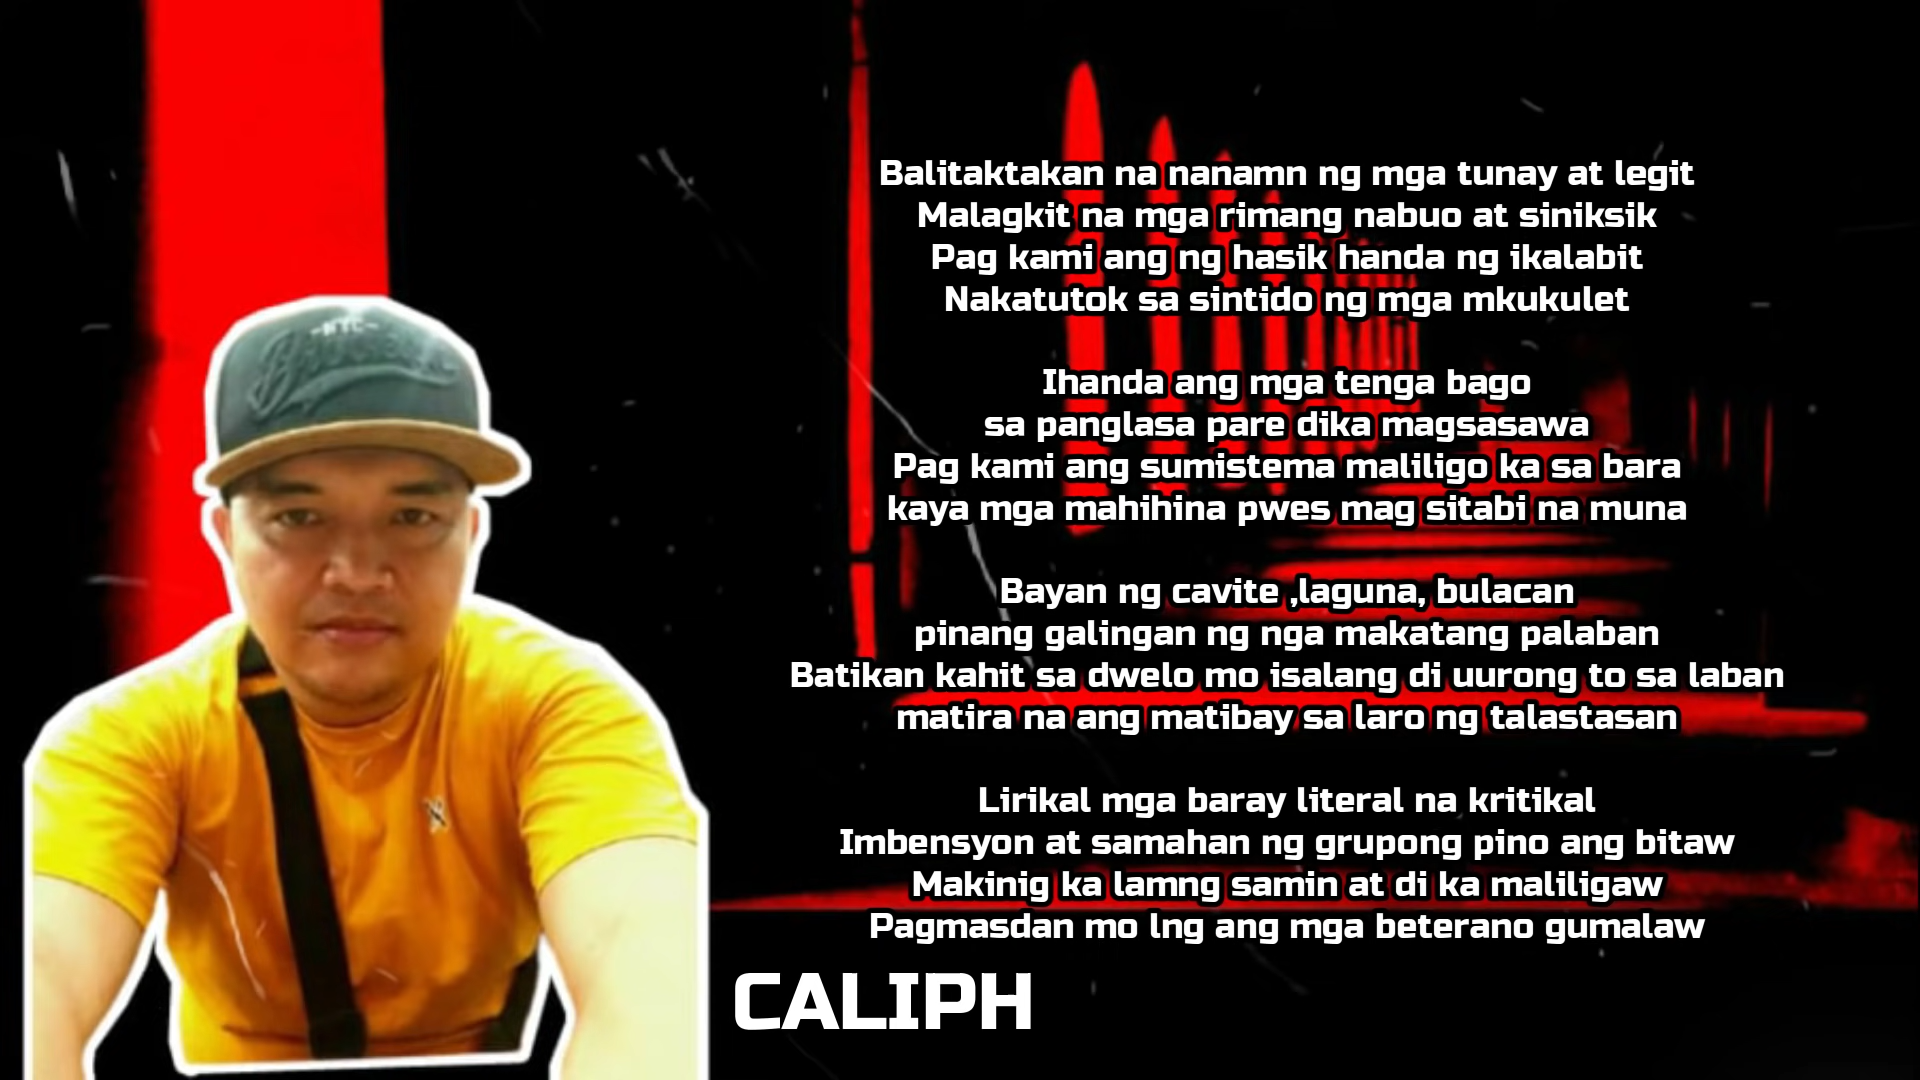 Balitaktakan na nanamn ng mga tunay at legit
Malagkit na mga rimang nabuo at siniksik
Pag kami ang ng hasik handa ng ikalabit
Nakatutok sa sintido ng mga mkukulet
Ihanda ang mga tenga bago
sa panglasa pare dika magsasawa
Pag kami ang sumistema maliligo ka sa bara
kaya mga mahihina pwes mag sitabi na muna
Bayan ng cavite ,laguna, bulacan
pinang galingan ng nga makatang palaban
Batikan kahit sa dwelo mo isalang di uurong to sa laban
matira na ang matibay sa laro ng talastasan
Lirikal mga baray literal na kritikal
Imbensyon at samahan ng grupong pino ang bitaw
Makinig ka lamng samin at di ka maliligaw
Pagmasdan mo lng ang mga beterano gumalaw
CALIPH